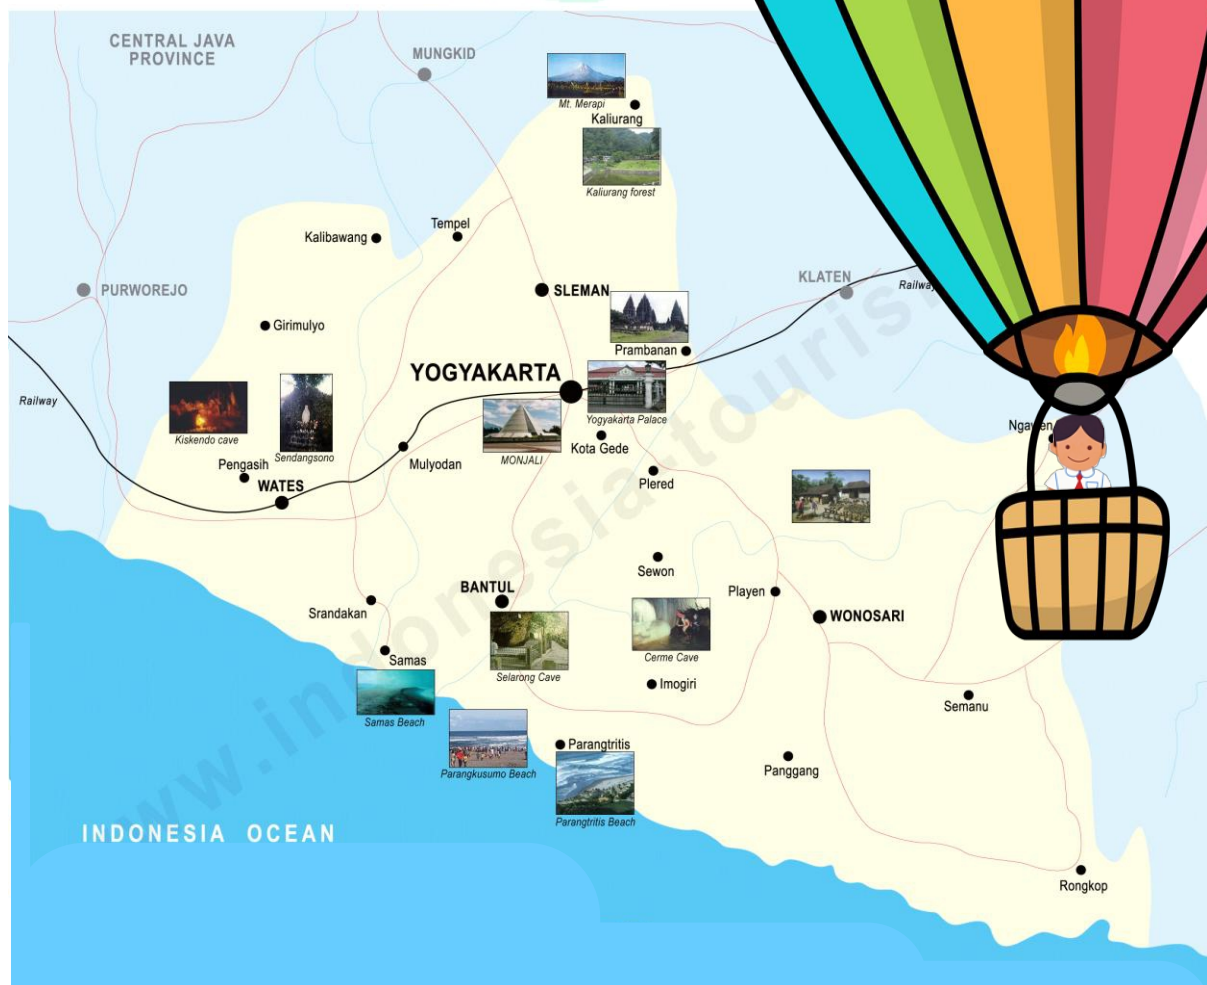 CENTRAL JAVA
PROVINCE
MUNGKID
Mt. Merapi
Kaliurang
Kaliurang forest
Tempel
Kalibawang
KLATEN
Railway
PURWOREJO
SLEMAN
Girimulyo
Prambanan
YOGYAKARTA
Railway
Yogyakarta Palace
Kiskendo cave
Sendangsono
MONJALI
Kota Gede
Ngawen
Pengasih
Mulyodan
WATES
Plered
Sewon
BANTUL
Playen
Srandakan
WONOSARI
Samas
Selarong Cave
Cerme Cave
Imogiri
Semanu
Samas Beach
Parangtritis
Parangkusumo Beach
Panggang
Parangtritis Beach
INDONESIA OCEAN
Rongkop
www.indonesia-touris